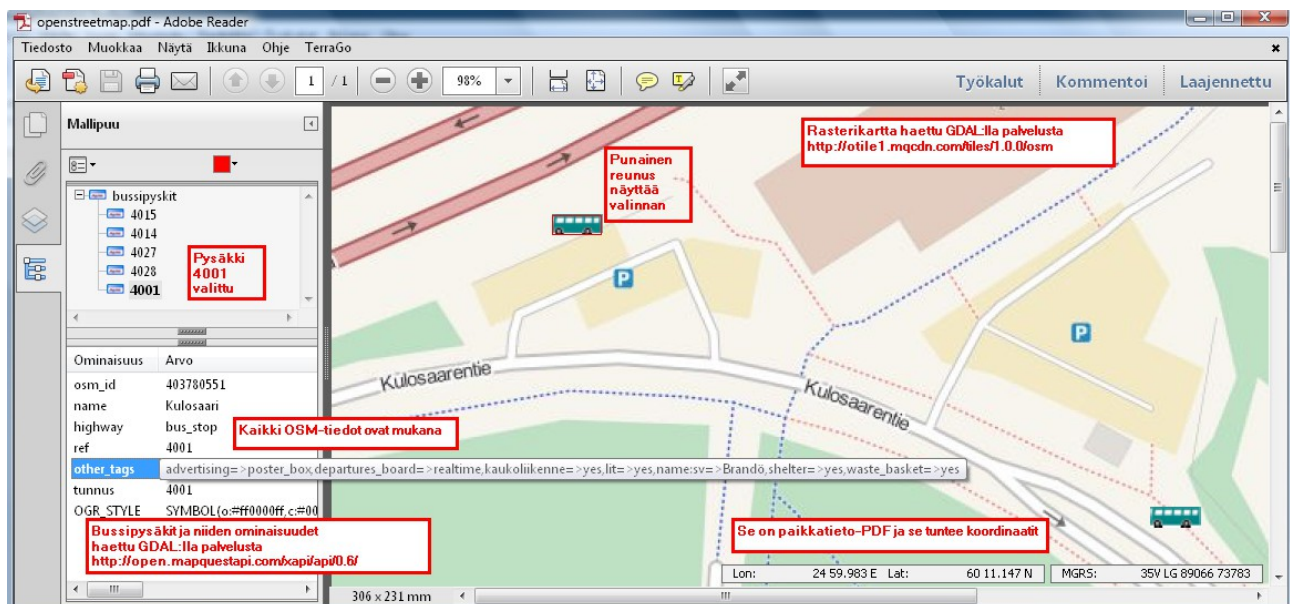 openstreetmap.pdf - Adobe Reader
Tiedosto Muokkaa Näytä Ikkuna Ohje TerraGo
1 / 1 98% Työkalut Kommentoi Laajennettu
Mallipuu
bussipyskit
4015
4014
4027
4028
4001
Pysäkki
4001
valittu
Ominaisuus Arvo
osm_id 403780551
name Kulosaari
highway bus_stop
ref 4001
other_tags advertising=>poster_box,departures_board=>realtime,kaukoliikenne=>yes,lit=>yes,name:sv=>Brandö,shelter=>yes,waste_basket=>yes
tunnus 4001
OGR_STYLE SYMBOL(o:#ff0000ff,c:#00
Kaikki OSM-tiedot ovat mukana
Bussipysäkit ja niiden ominaisuudet
haettu GDAL:lla palvelusta
http://open.mapquestapi.com/xapi/api/0.6/
Punainen
reunus
näyttää
valinnan
Rasterikartta haettu GDAL:lla palvelusta
http://otile1.mqcdn.com/tiles/1.0.0/osm
P
P
Kulosaarentie
Kulosaarentie
Se on paikkatieto-PDF ja se tuntee koordinaatit
Lon: 24 59.983 E Lat: 60 11.147 N MGRS: 35V LG 89066 73783
306 x 231 mm